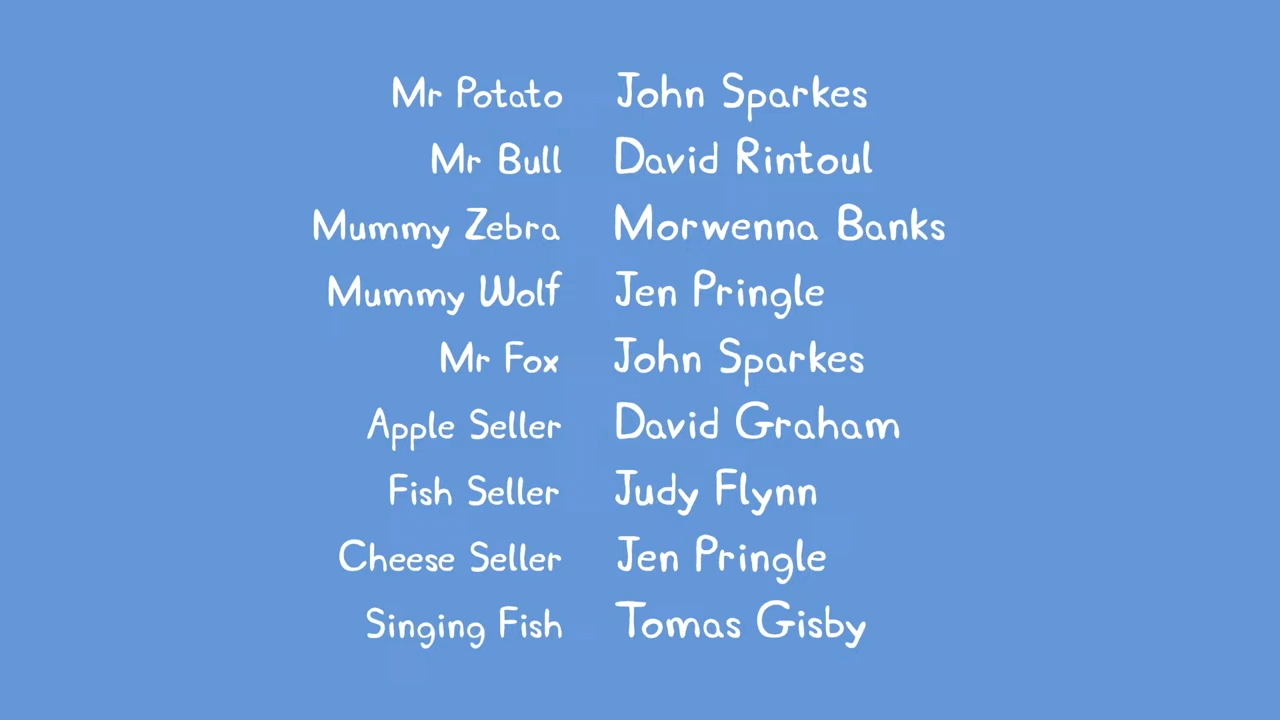 Mr Potato John Sparkes
Mr Bull David Rintoul
Mummy Zebra Morwenna Banks
Mummy Wolf Jen Pringle
Mr Fox John Sparkes
Apple Seller David Graham
Fish Seller Judy Flynn
Cheese Seller Jen Pringle
Singing Fish Tomas Gisby